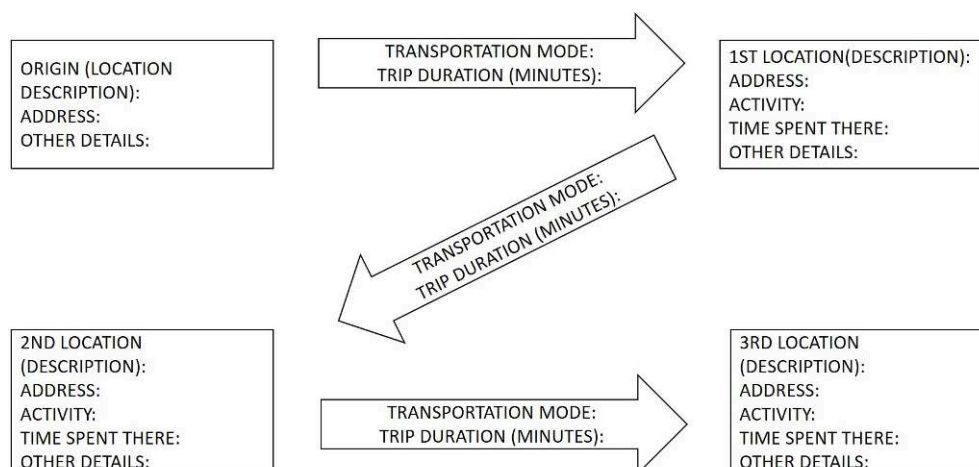 ORIGIN (LOCATION
DESCRIPTION):
ADDRESS:
OTHER DETAILS:
TRANSPORTATION MODE:
TRIP DURATION (MINUTES):
1ST LOCATION(DESCRIPTION):
ADDRESS:
ACTIVITY:
TIME SPENT THERE:
OTHER DETAILS:
TRANSPORTATION MODE:
TRIP DURATION (MINUTES):
2ND LOCATION
(DESCRIPTION):
ADDRESS:
ACTIVITY:
TIME SPENT THERE:
OTHER DETAILS:
TRANSPORTATION MODE:
TRIP DURATION (MINUTES):
3RD LOCATION
(DESCRIPTION):
ADDRESS:
ACTIVITY:
TIME SPENT THERE:
OTHER DETAILS: